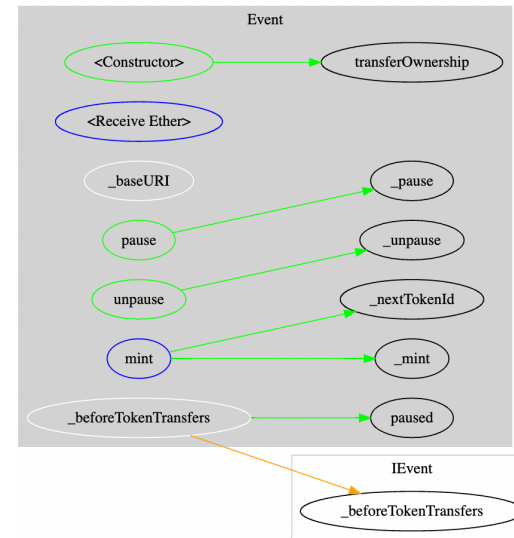 Event
<Constructor> transferOwnership
<Receive Ether>
_baseURI _pause
pause _unpause
unpause _nextTokenId
mint _mint
_beforeTokenTransfers paused
IEvent
_beforeTokenTransfers